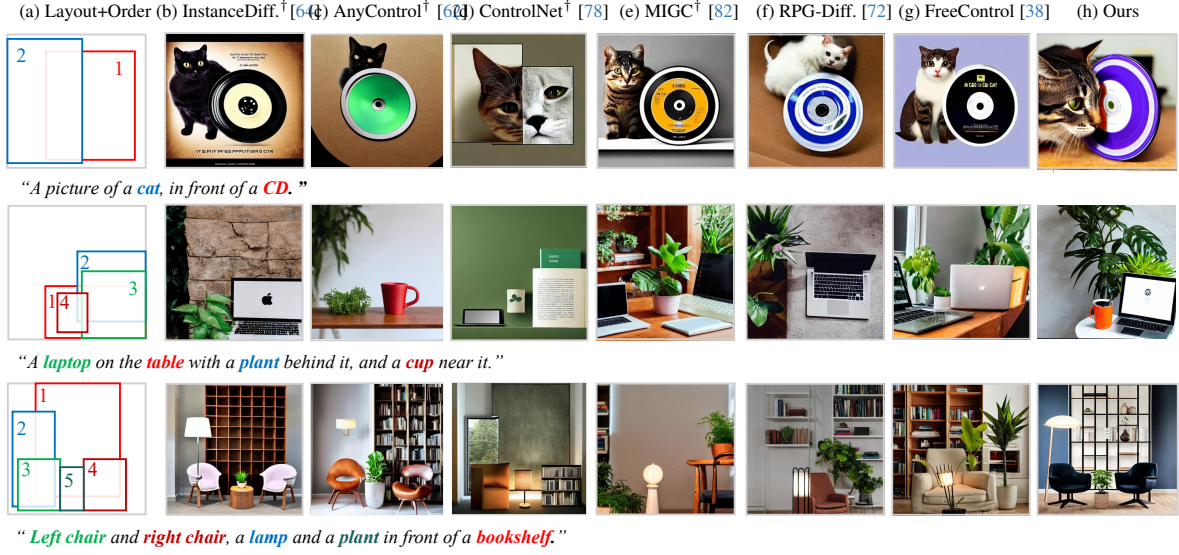 (a) Layout+Order (b) InstanceDiff.† [64] (c) AnyControl† [62] (d) ControlNet† [78] (e) MIGC† [82] (f) RPG-Diff. [72] (g) FreeControl [38] (h) Ours
2
1
“A picture of a cat, in front of a CD. ”
2
3
1
4
“A laptop on the table with a plant behind it, and a cup near it.”
1
2
3
5
4
“ Left chair and right chair, a lamp and a plant in front of a bookshelf.”